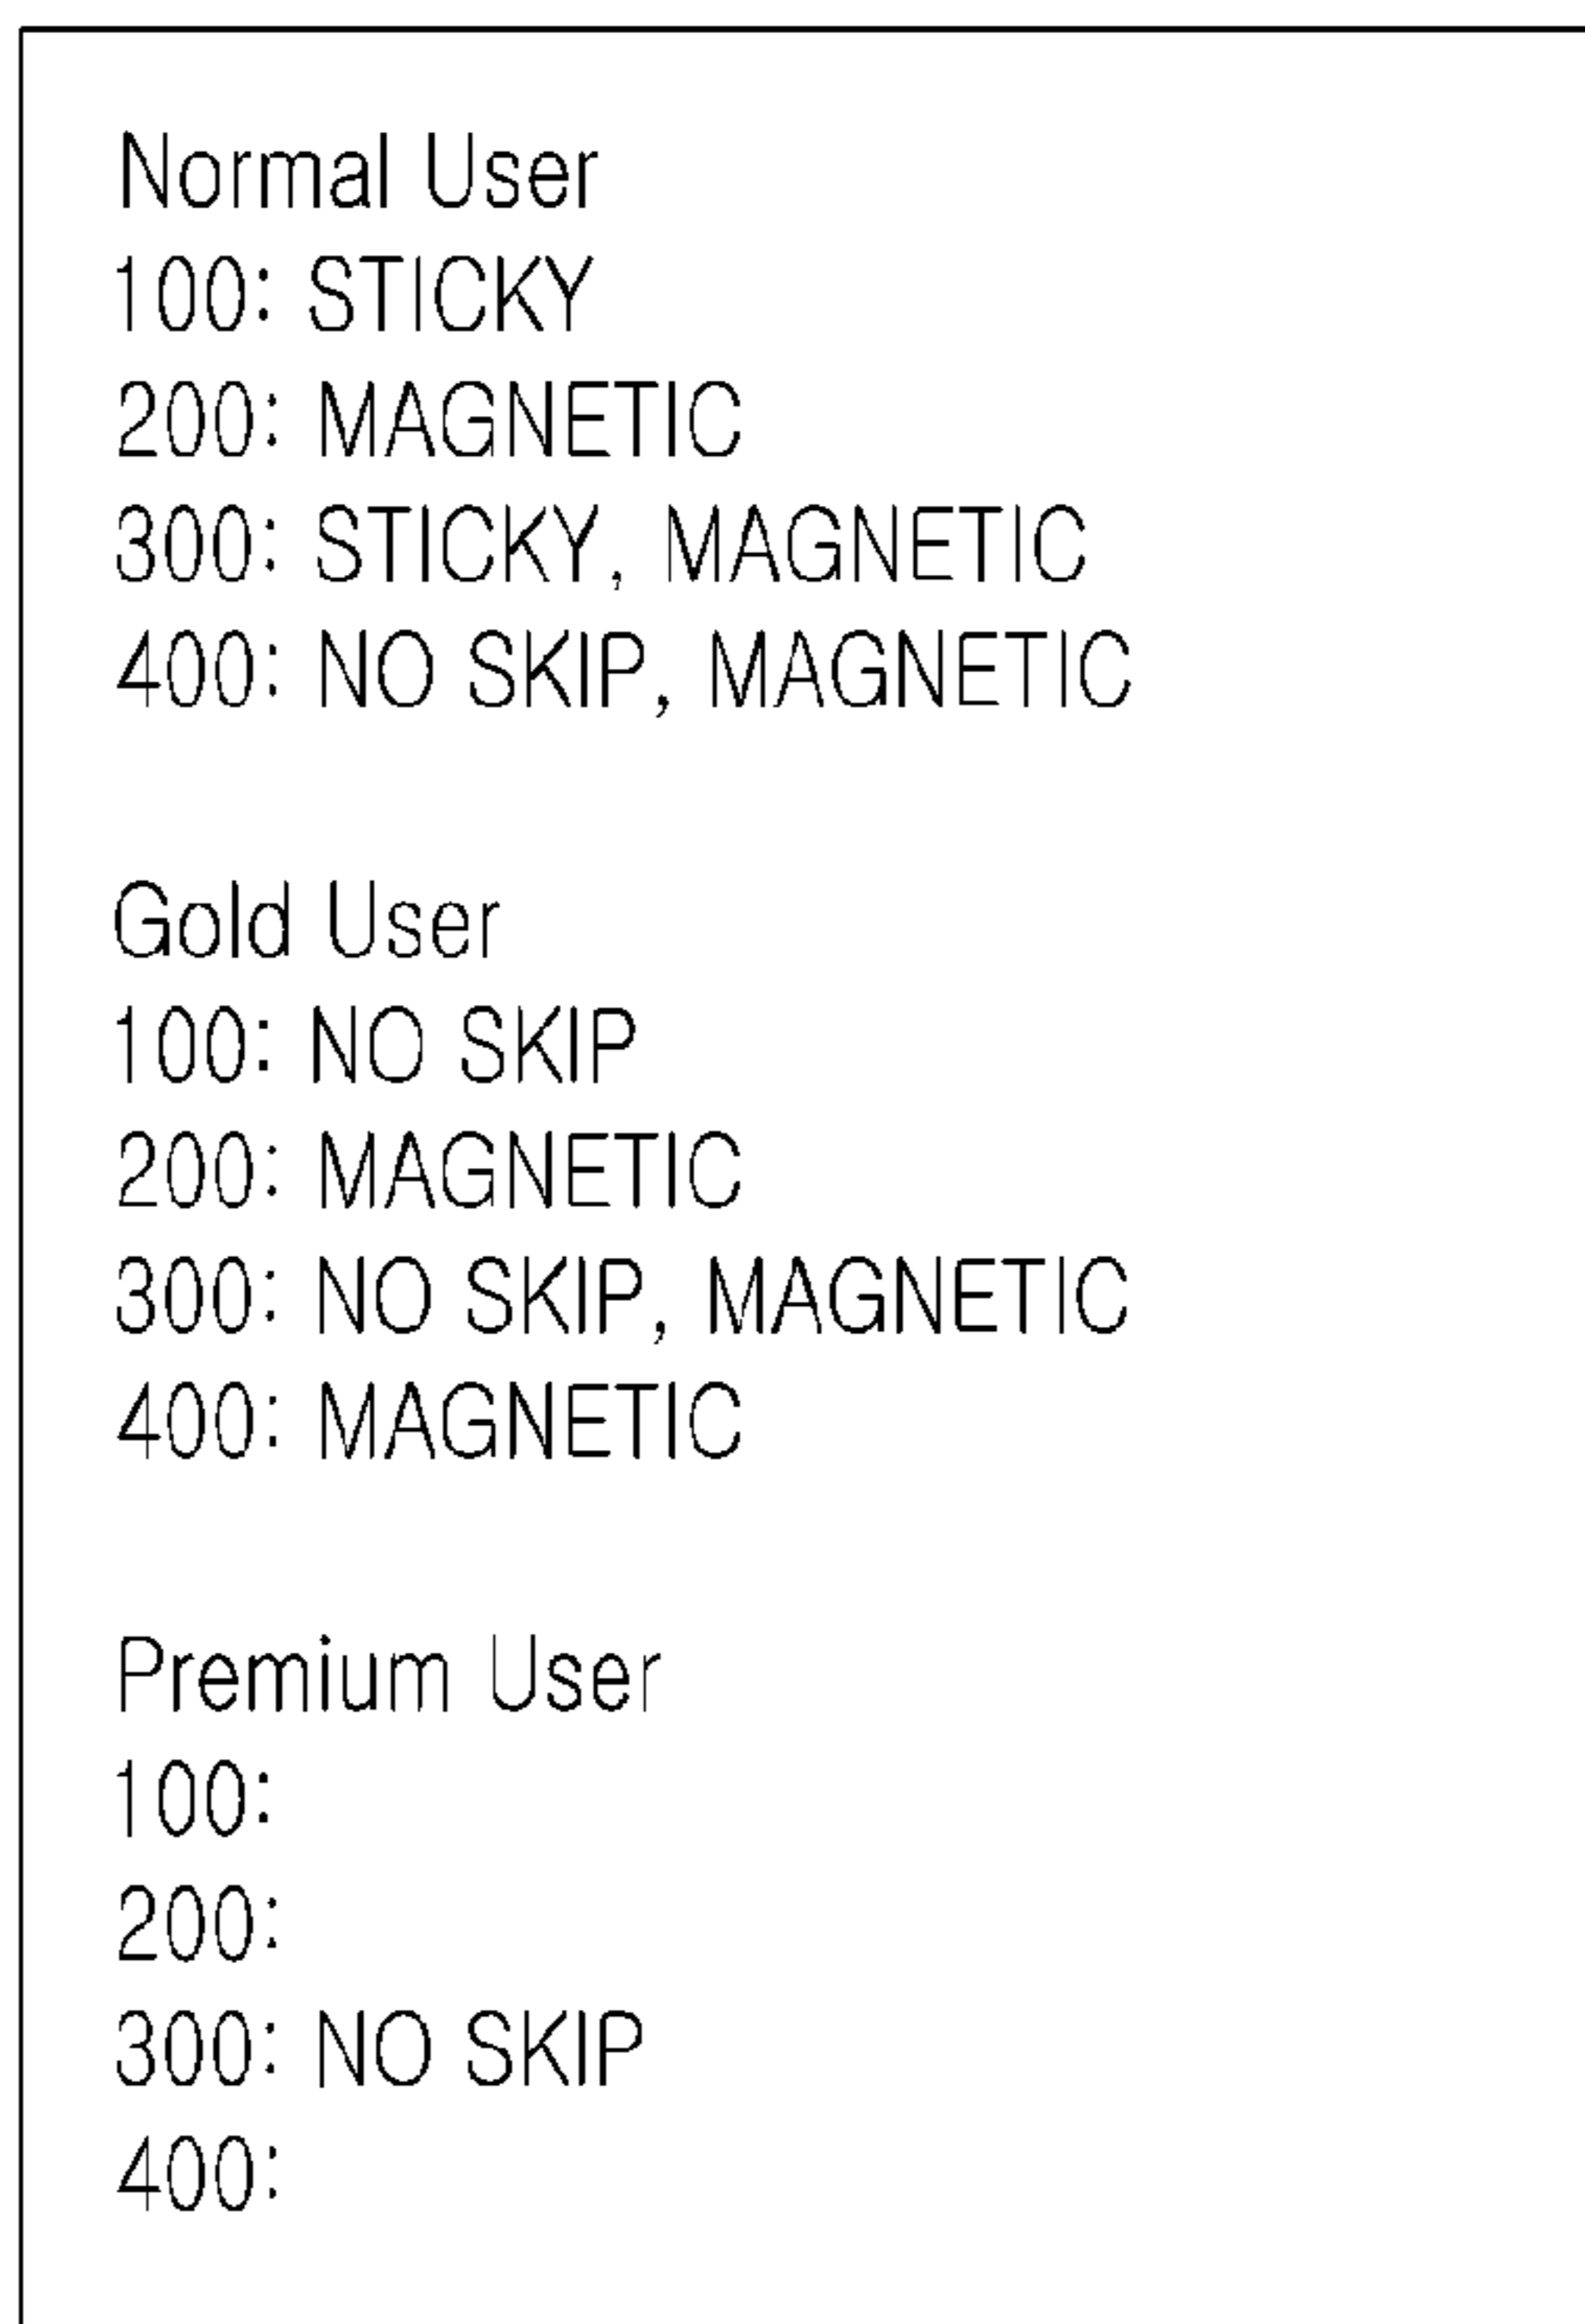 Normal User
100: STICKY
200: MAGNETIC
300: STICKY, MAGNETIC
400: NO SKIP, MAGNETIC
Gold User
100: NO SKIP
200: MAGNETIC
300: NO SKIP, MAGNETIC
400: MAGNETIC
Premium User
100:
200:
300: NO SKIP
400: